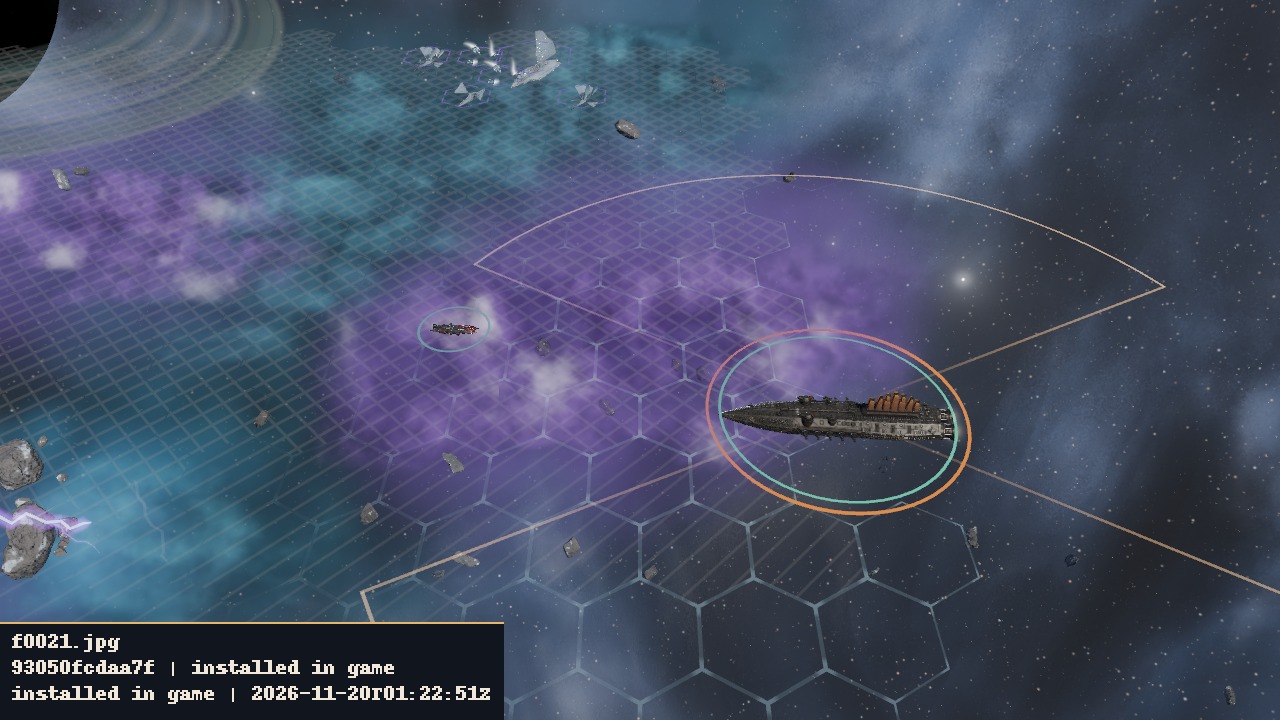 f0021.jpg
93050fcdaa7f | installed in game
installed in game | 2026-11-20T01:22:51Z